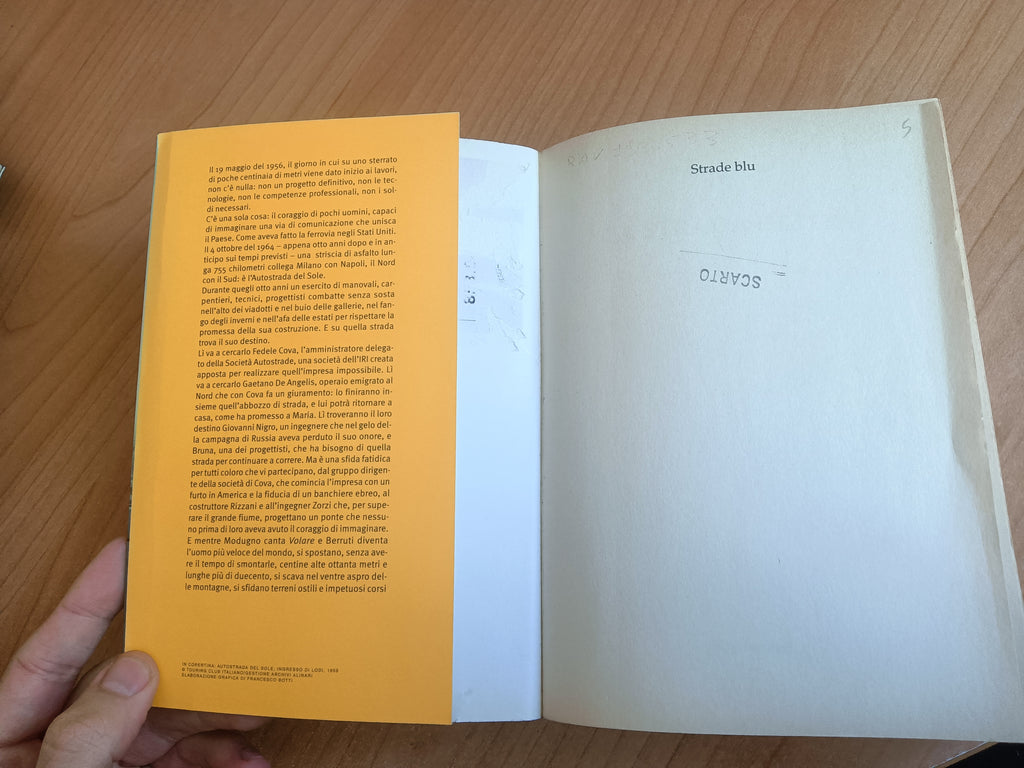 Il 19 maggio del 1956, il giorno in cui su uno sterrato
di poche centinaia di metri viene dato inizio ai lavori,
non c'è nulla: non un progetto definitivo, non le tec-
nologie, non le competenze professionali, non i sol-
di necessari.
C'è una sola cosa: il coraggio di pochi uomini, capaci
di immaginare una via di comunicazione che unisca
il Paese. Come aveva fatto la ferrovia negli Stati Uniti.
Il 4 ottobre del 1964 – appena otto anni dopo e in an-
ticipo sui tempi previsti – una striscia di asfalto lun-
ga 755 chilometri collega Milano con Napoli, il Nord
con il Sud: è l'Autostrada del Sole.
Durante quegli otto anni un esercito di manovali, car-
pentieri, tecnici, progettisti combatte senza sosta
nell'alto dei viadotti e nel buio delle gallerie, nel fan-
go degli inverni e nell'afa delle estati per rispettare la
promessa della sua costruzione. E su quella strada
trova il suo destino.
Lì va a cercarlo Fedele Cova, l'amministratore delega-
to della Società Autostrade, una società dell'IRI creata
apposta per realizzare quell'impresa impossibile. Lì
va a cercarlo Gaetano De Angelis, operaio emigrato al
Nord che con Cova fa un giuramento: lo finiranno in-
sieme quell'abbozzo di strada, e lui potrà ritornare a
casa, come ha promesso a Maria. Lì troveranno il loro
destino Giovanni Nigro, un ingegnere che nel gelo del-
la campagna di Russia aveva perduto il suo onore, e
Bruna, una dei progettisti, che ha bisogno di quella
strada per continuare a correre. Ma è una sfida fatidica
per tutti coloro che vi partecipano, dal gruppo dirigen-
te della società di Cova, che comincia l'impresa con un
furto in America e la fiducia di un banchiere ebreo, al
costruttore Rizzani e all'ingegner Zorzi che, per supe-
rare il grande fiume, progettano un ponte che nessu-
no prima di loro aveva avuto il coraggio di immaginare.
E mentre Modugno canta Volare e Berruti diventa
l'uomo più veloce del mondo, si spostano, senza ave-
re il tempo di smontarle, centine alte ottanta metri e
lunghe più di duecento, si scava nel ventre aspro del-
le montagne, si sfidano terreni ostili e impetuosi corsi
IN COPERTINA: AUTOSTRADA DEL SOLE, INGRESSO DI LODI, 1959
© TOURING CLUB ITALIANO/GESTIONE ARCHIVI ALINARI
ELABORAZIONE GRAFICA DI FRANCESCO BOTTI
Strade blu
SCARTO